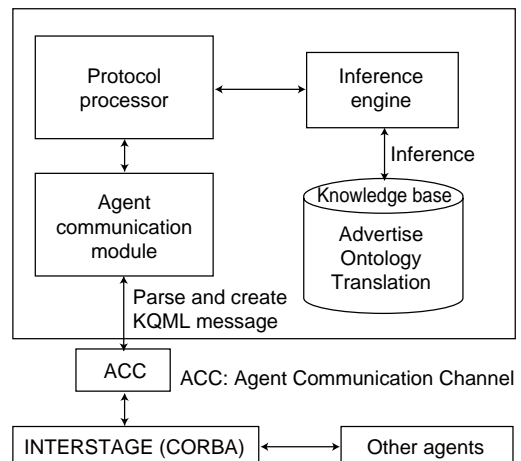 Protocol
processor
Inference
engine
Inference
Agent
communication
module
Knowledge base
Advertise
Ontology
Translation
Parse and create
KQML message
ACC
ACC: Agent Communication Channel
INTERSTAGE (CORBA)
Other agents